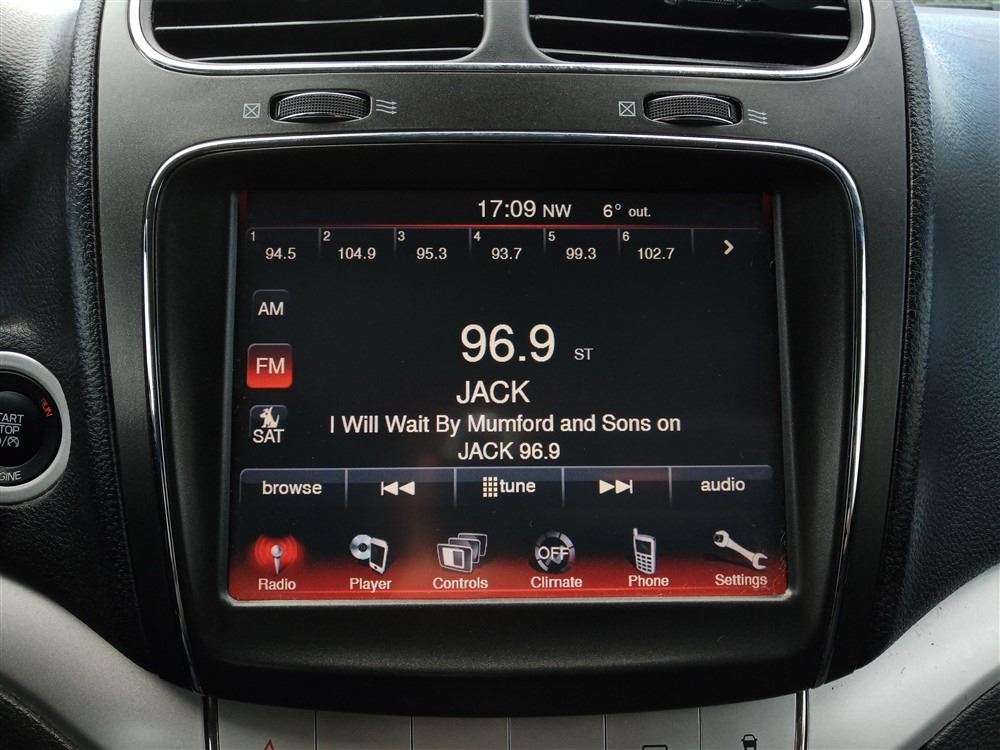 17:09 NW 6° out.
1 2 3 4 5 6
94.5 104.9 95.3 93.7 99.3 102.7 >
AM
96.9 ST
FM
JACK
I Will Wait By Mumford and Sons on
SAT
JACK 96.9
browse tune audio
OFF
Radio Player Controls Climate Phone Settings
RUN